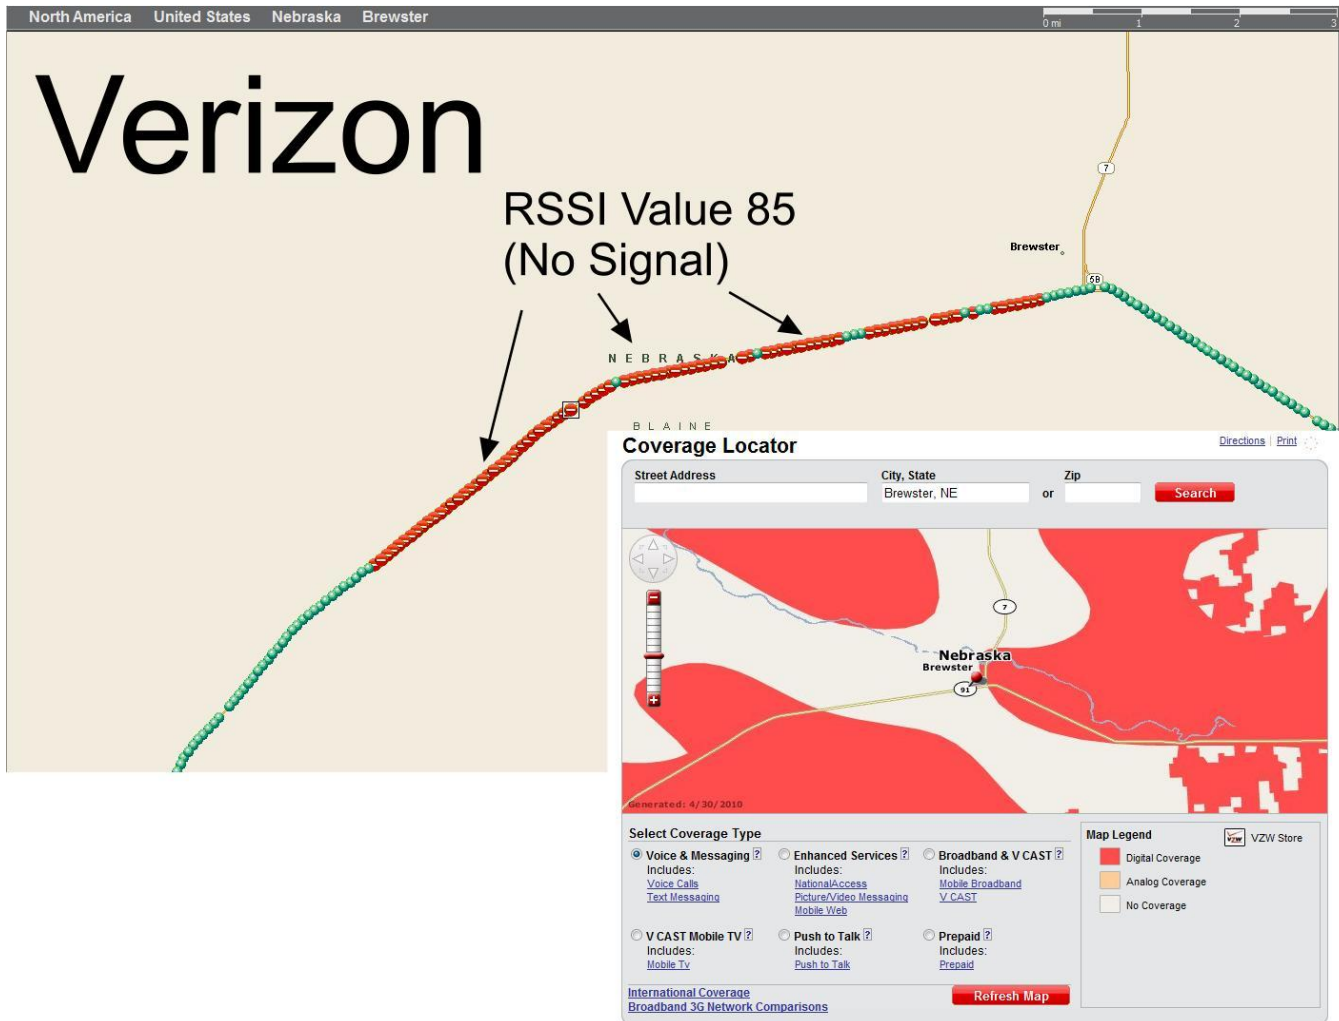 North America United States Nebraska Brewster
0 mi 1 2 3
Verizon
7
RSSI Value 85
(No Signal)
Brewster
5B
NEBRASKA
BLAINE
Coverage Locator
Directions | Print
Street Address City, State Zip
Brewster, NE or Search
7
Nebraska
Brewster
91
Generated: 4/30/2010
Select Coverage Type
Voice & Messaging ? Enhanced Services ? Broadband & V CAST ?
Includes: Includes: Includes:
Voice Calls NationalAccess Mobile Broadband
Text Messaging Picture/Video Messaging V CAST
Mobile Web
V CAST Mobile TV ? Push to Talk ? Prepaid ?
Includes: Includes: Includes:
Mobile Tv Push to Talk Prepaid
International Coverage
Broadband 3G Network Comparisons
Refresh Map
Map Legend VZW VZW Store
Digital Coverage
Analog Coverage
No Coverage